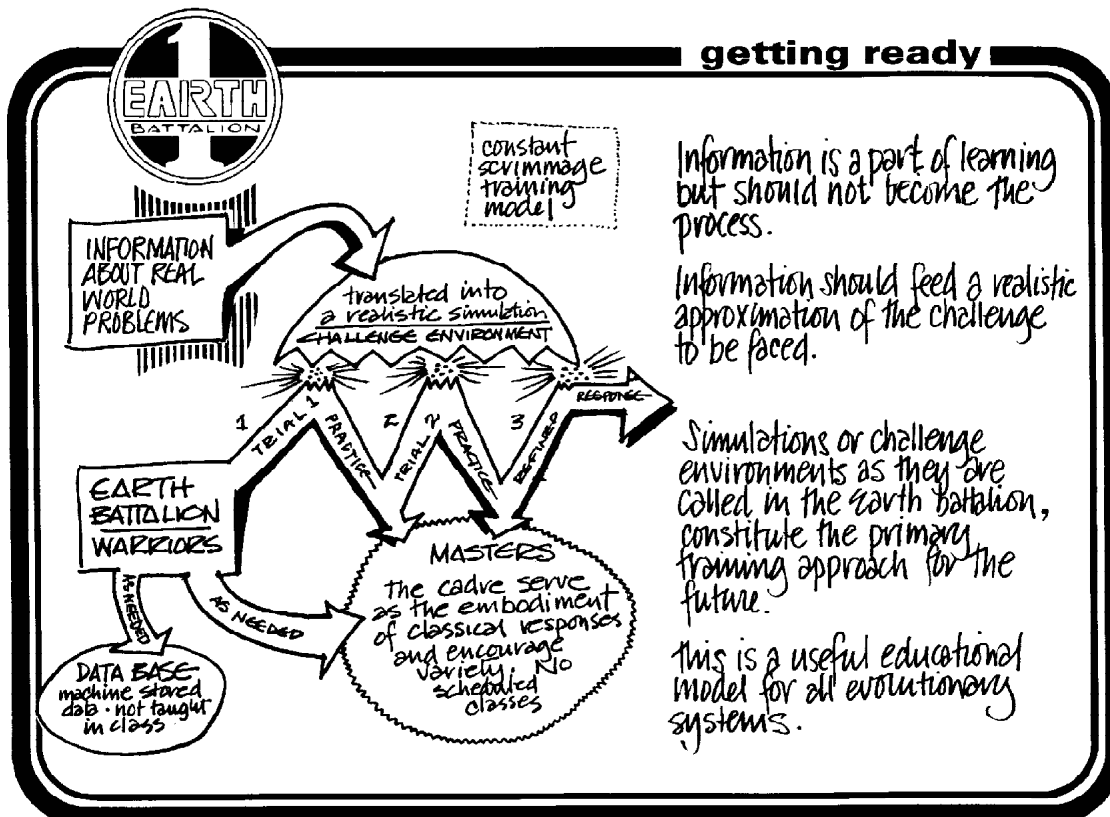 getting ready
1
EARTH
BATTALION
constant
scrimmage
training
model
INFORMATION
ABOUT REAL
WORLD
PROBLEMS
translated into
a realistic simulation
CHALLENGE ENVIRONMENT
1
TRIAL 1
PRACTICE
2
TRIAL 2
PRACTICE
3
REFINED
RESPONSE
EARTH
BATTALION
WARRIORS
AS NEEDED
AS NEEDED
DATA BASE
machine stored
data · not taught
in class
MASTERS
The cadre serve
as the embodiment
of classical responses
and encourage
variety. No
scheduled
classes
Information is a part of learning
but should not become the
process.
Information should feed a realistic
approximation of the challenge
to be faced.
Simulations or challenge
environments as they are
called in the earth battalion,
constitute the primary
training approach for the
future.
this is a useful educational
model for all evolutionary
systems.